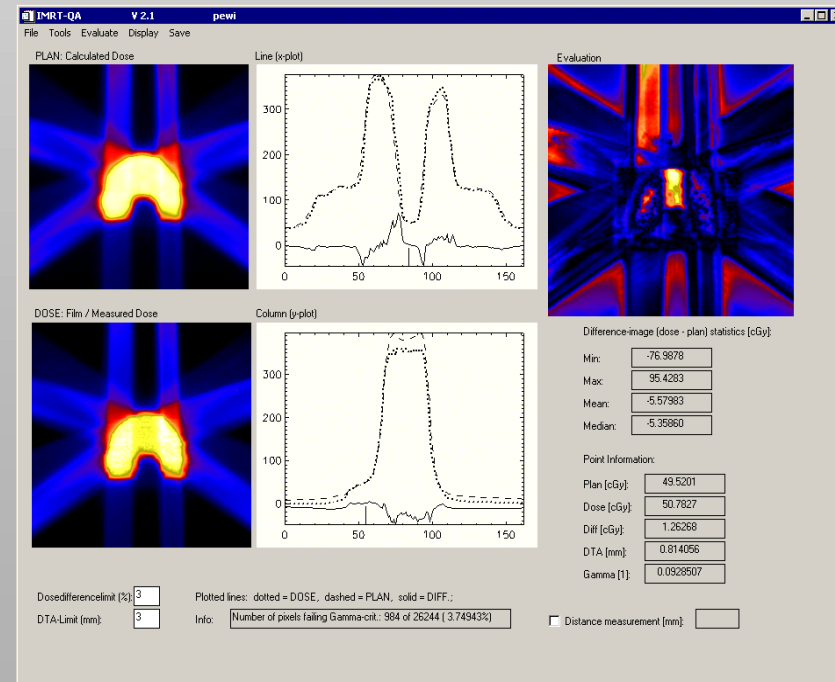 IMRT-QA V 2.1 pewi
File Tools Evaluate Display Save
PLAN: Calculated Dose
Line (x-plot)
Evaluation
300
200
100
0
0 50 100 150
DOSE: Film / Measured Dose
Column (y-plot)
300
200
100
0
0 50 100 150
Difference-image (dose - plan) statistics [cGy]:
Min: -76.9878
Max: 95.4283
Mean: -5.57983
Median: -5.35860
Point Information:
Plan [cGy]: 49.5201
Dose [cGy]: 50.7827
Diff [cGy]: 1.26268
DTA [mm]: 0.814056
Gamma [1]: 0.0928507
Dosedifferencelimit (%): 3
Plotted lines: dotted = DOSE, dashed = PLAN, solid = DIFF.;
DTA-Limit (mm): 3
Info: Number of pixels failing Gamma-crit.: 984 of 26244 ( 3.74943%)
Distance measurement [mm]: